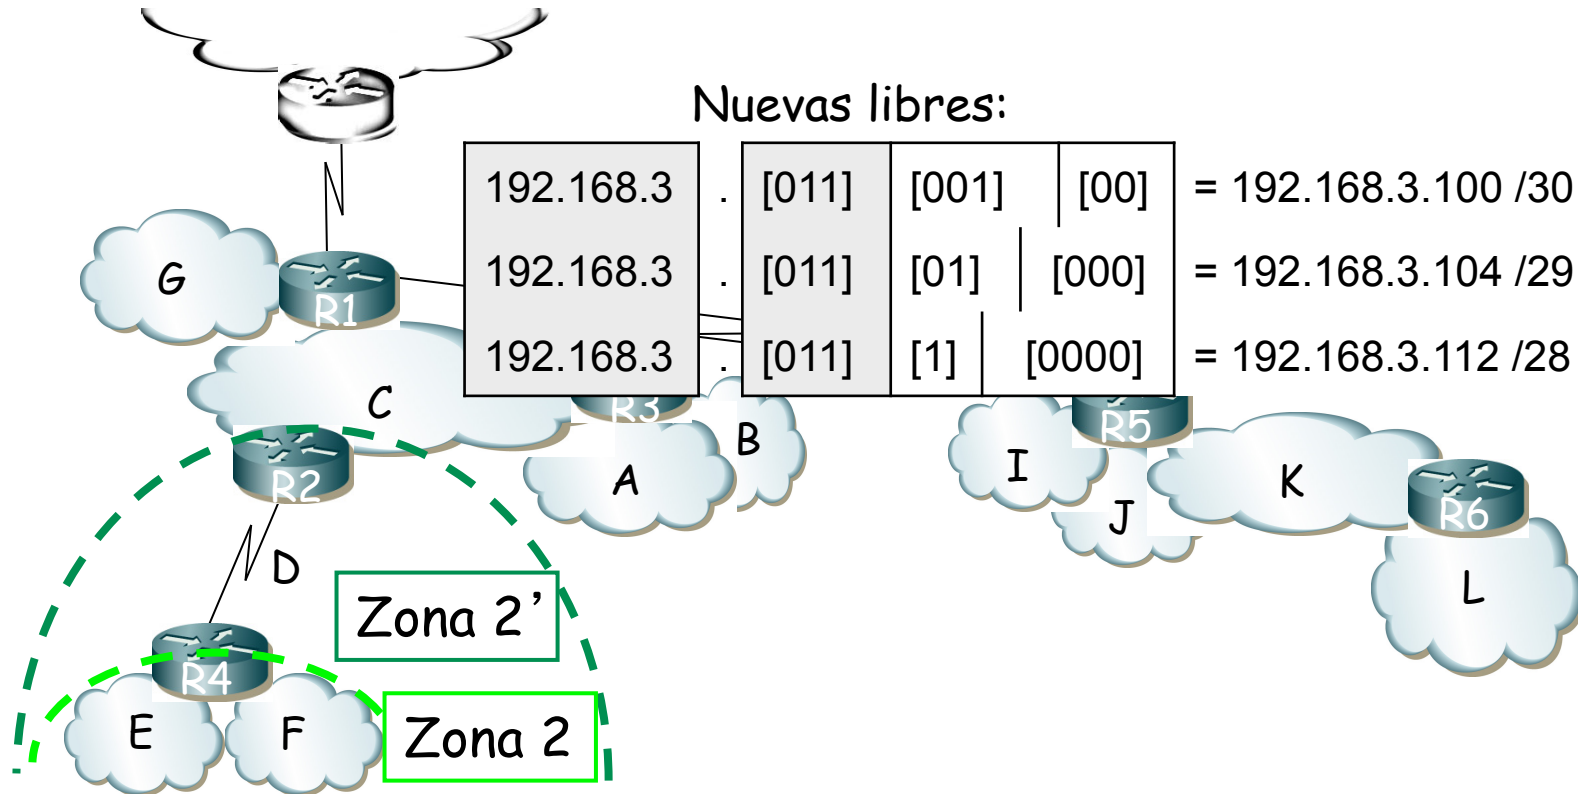 Nuevas libres:
192.168.3 . [011] [001] [00] = 192.168.3.100 /30
192.168.3 . [011] [01] [000] = 192.168.3.104 /29
192.168.3 . [011] [1] [0000] = 192.168.3.112 /28
G
R1
C
R3
B
A
I
R5
J
K
R6
L
R2
D
Zona 2’
R4
E
F
Zona 2